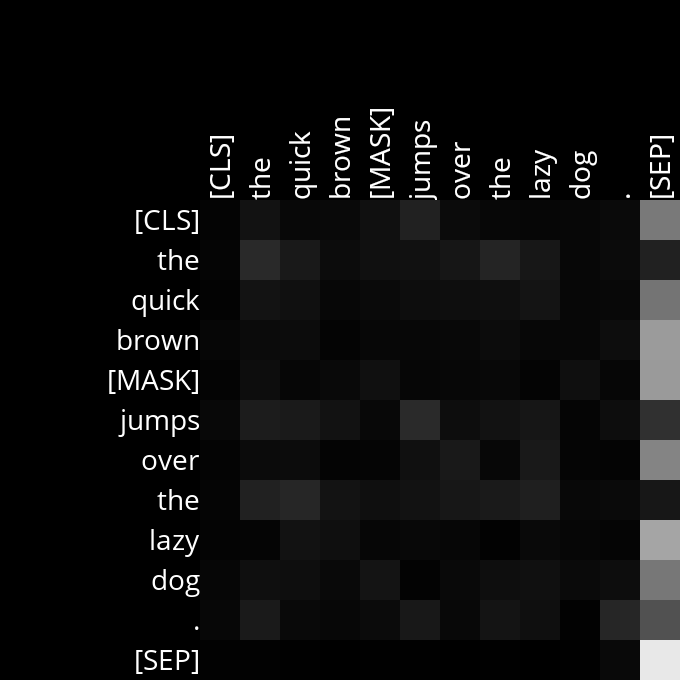 [CLS] the quick brown [MASK] jumps over the lazy dog . [SEP]
[CLS]
the
quick
brown
[MASK]
jumps
over
the
lazy
dog
.
[SEP]